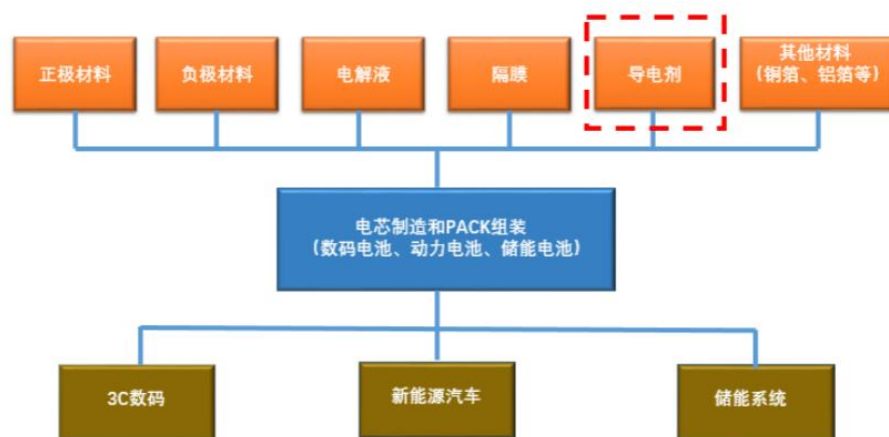 正极材料
负极材料
电解液
隔膜
导电剂
其他材料
（铜箔、铝箔等）
电芯制造和PACK组装
（数码电池、动力电池、储能电池）
3C数码
新能源汽车
储能系统